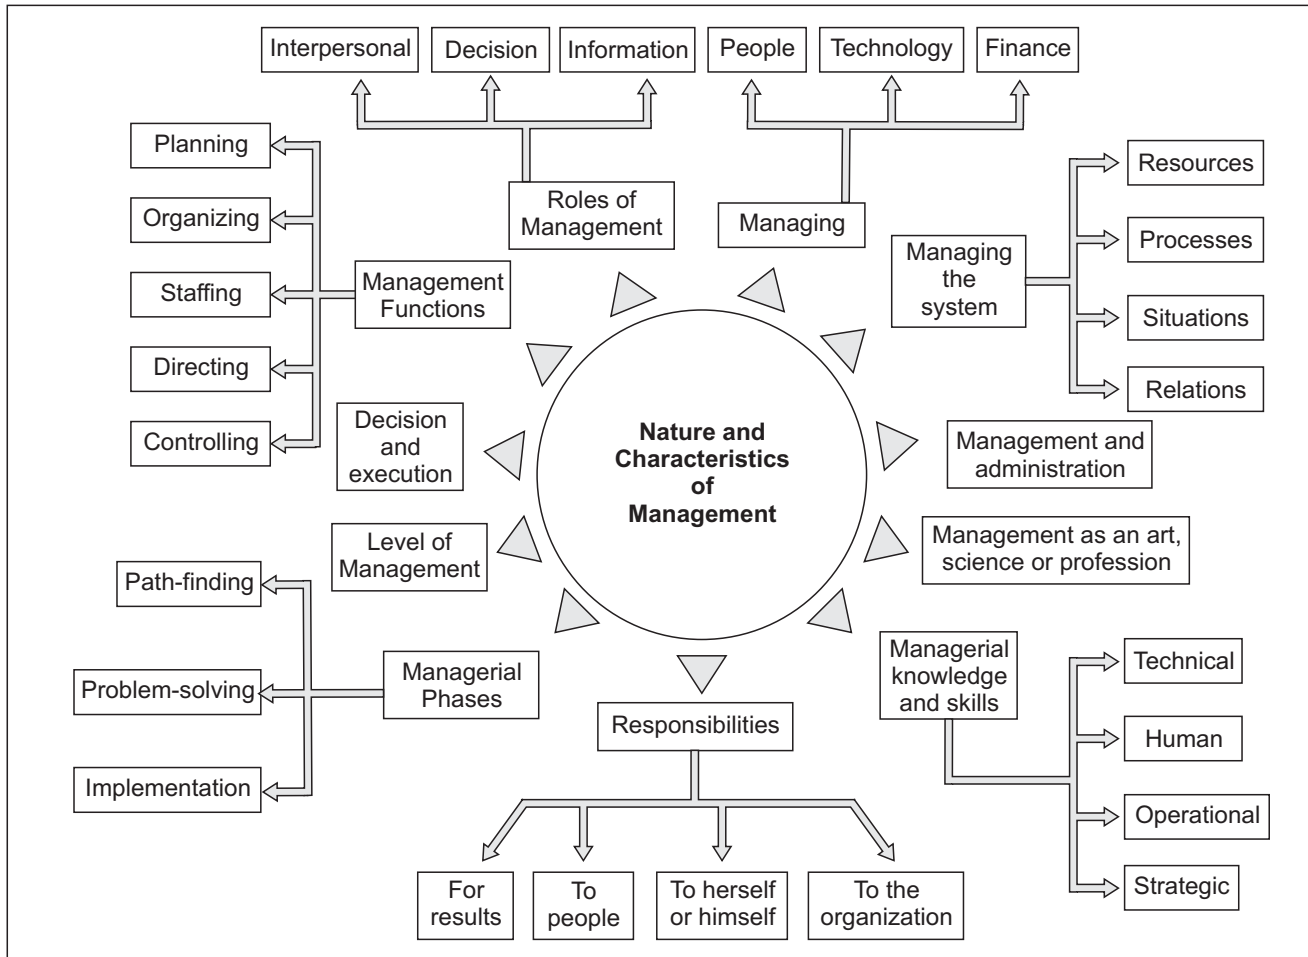 Interpersonal
Decision
Information
People
Technology
Finance
Planning
Organizing
Staffing
Directing
Controlling
Management
Functions
Roles of
Management
Managing
Managing
the
system
Resources
Processes
Situations
Relations
Decision
and
execution
Nature and
Characteristics
of
Management
Management and
administration
Level of
Management
Management as an art,
science or profession
Path-finding
Problem-solving
Implementation
Managerial
Phases
Responsibilities
Managerial
knowledge
and skills
Technical
Human
Operational
Strategic
For
results
To
people
To herself
or himself
To the
organization